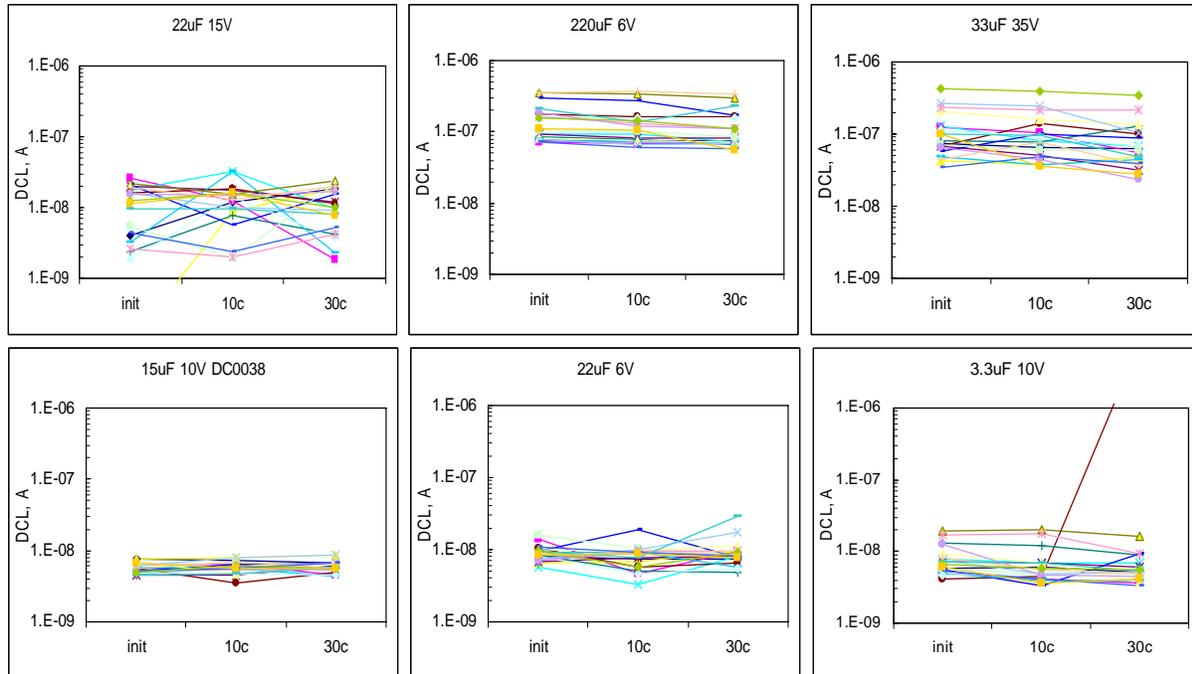 22uF 15V
DCL, A
1.E-06
1.E-07
1.E-08
1.E-09
init 10c 30c
220uF 6V
DCL, A
1.E-06
1.E-07
1.E-08
1.E-09
init 10c 30c
33uF 35V
DCL, A
1.E-06
1.E-07
1.E-08
1.E-09
init 10c 30c
15uF 10V DC0038
DCL, A
1.E-06
1.E-07
1.E-08
1.E-09
init 10c 30c
22uF 6V
DCL, A
1.E-06
1.E-07
1.E-08
1.E-09
init 10c 30c
3.3uF 10V
DCL, A
1.E-06
1.E-07
1.E-08
1.E-09
init 10c 30c